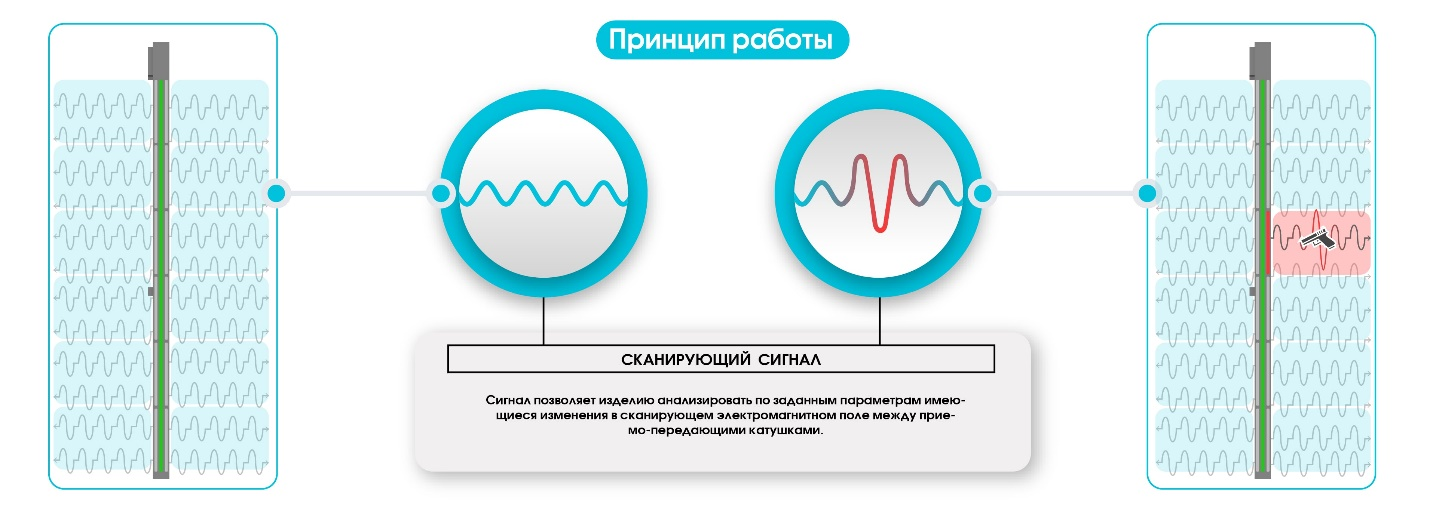 Принцип работы
СКАНИРУЮЩИЙ СИГНАЛ
Сигнал позволяет изделию анализировать по заданным параметрам имею-
щиеся изменения в сканирующем электромагнитном поле между прие-
мо-передающими катушками.